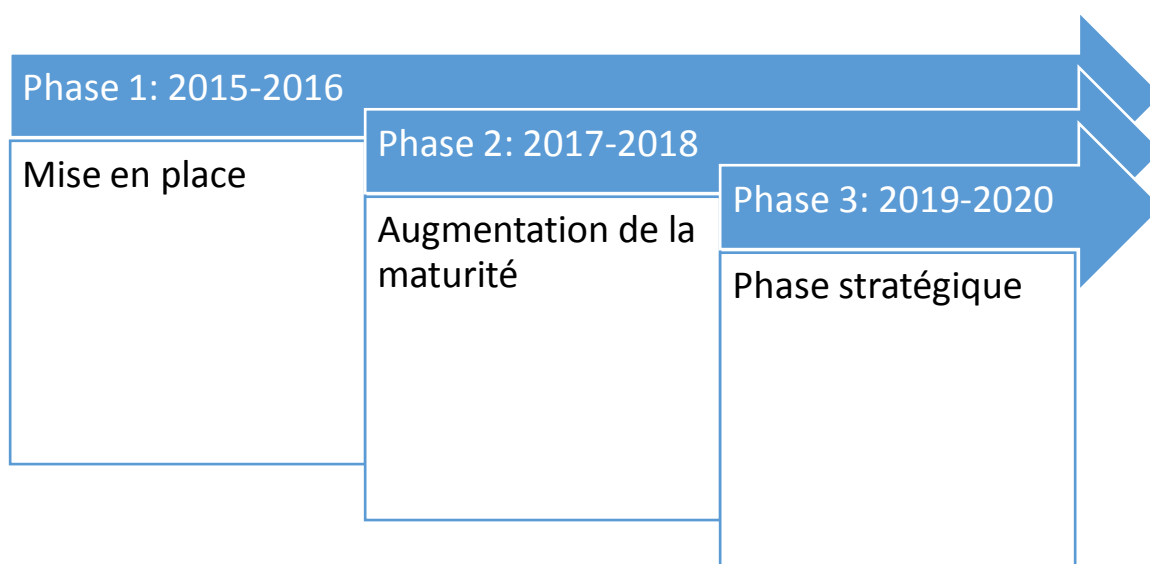 Phase 1: 2015-2016
Mise en place
Phase 2: 2017-2018
Augmentation de la
maturité
Phase 3: 2019-2020
Phase stratégique